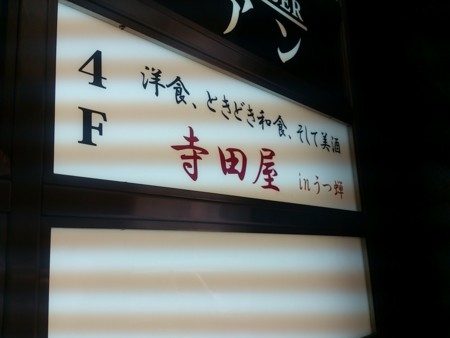 アン
4F
洋食、ときどき和食、そして美酒
寺田屋 inうつ蝉